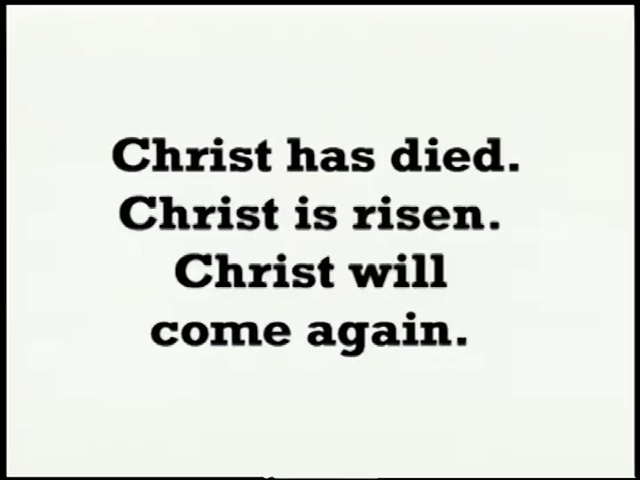 Christ has died.
Christ is risen.
Christ will
come again.